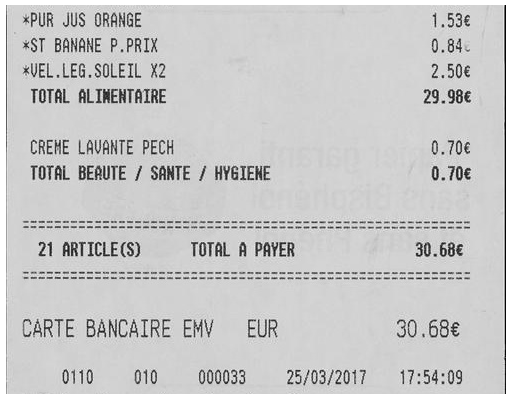 *PUR JUS ORANGE 1.53€
*ST BANANE P.PRIX 0.84€
*VEL.LEG.SOLEIL X2 2.50€
TOTAL ALIMENTAIRE 29.98€
CREME LAVANTE PECH 0.70€
TOTAL BEAUTE / SANTE / HYGIENE 0.70€
================================================
21 ARTICLE(S) TOTAL A PAYER 30.68€
================================================
CARTE BANCAIRE EMV EUR 30.68€
0110 010 000033 25/03/2017 17:54:09